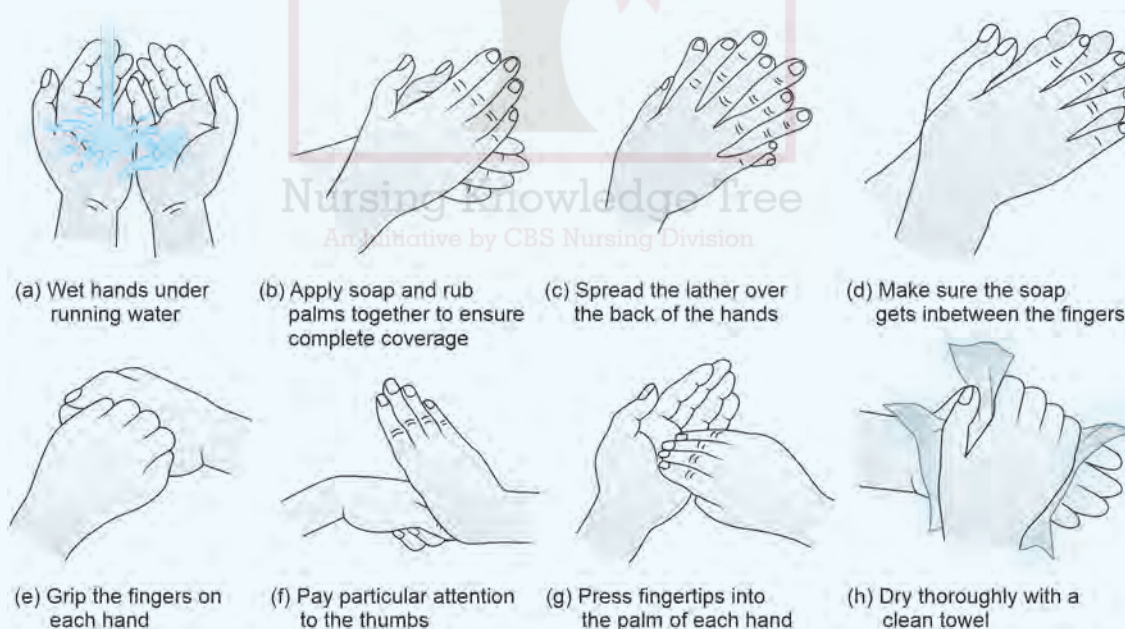 Nursing Knowledge Tree
An Initiative by CBS Nursing Division
(a) Wet hands under
running water
(b) Apply soap and rub
palms together to ensure
complete coverage
(c) Spread the lather over
the back of the hands
(d) Make sure the soap
gets inbetween the fingers
(e) Grip the fingers on
each hand
(f) Pay particular attention
to the thumbs
(g) Press fingertips into
the palm of each hand
(h) Dry thoroughly with a
clean towel